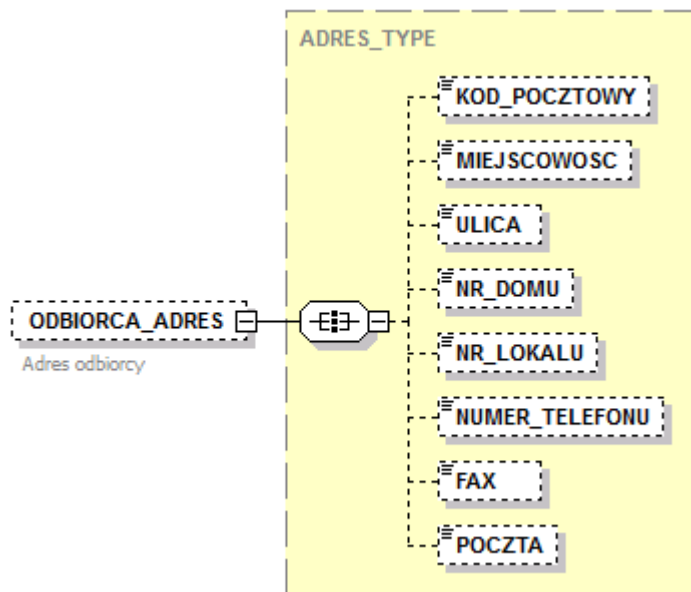 ADRES_TYPE
KOD_POCZTOWY
MIEJSCOWOSC
ULICA
NR_DOMU
ODBIORCA_ADRES
Adres odbiorcy
NR_LOKALU
NUMER_TELEFONU
FAX
POCZTA